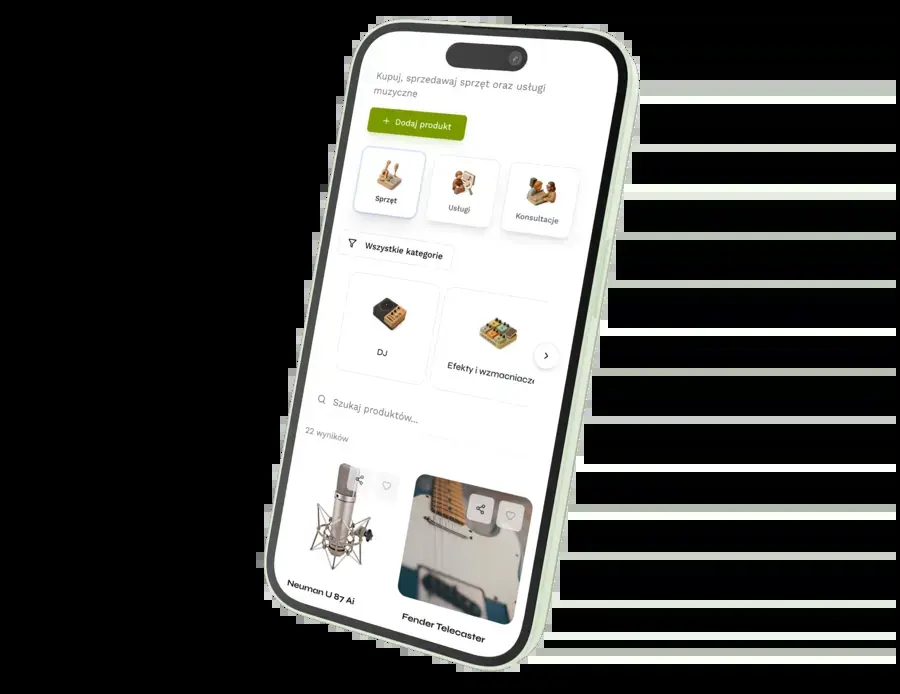 Kupuj, sprzedawaj sprzęt oraz usługi
muzyczne
+ Dodaj produkt
Sprzęt
Usługi
Konsultacje
Wszystkie kategorie
DJ
Efekty i wzmacniacze
Szukaj produktów...
22 wyników
Neuman U 87 Ai
Fender Telecaster